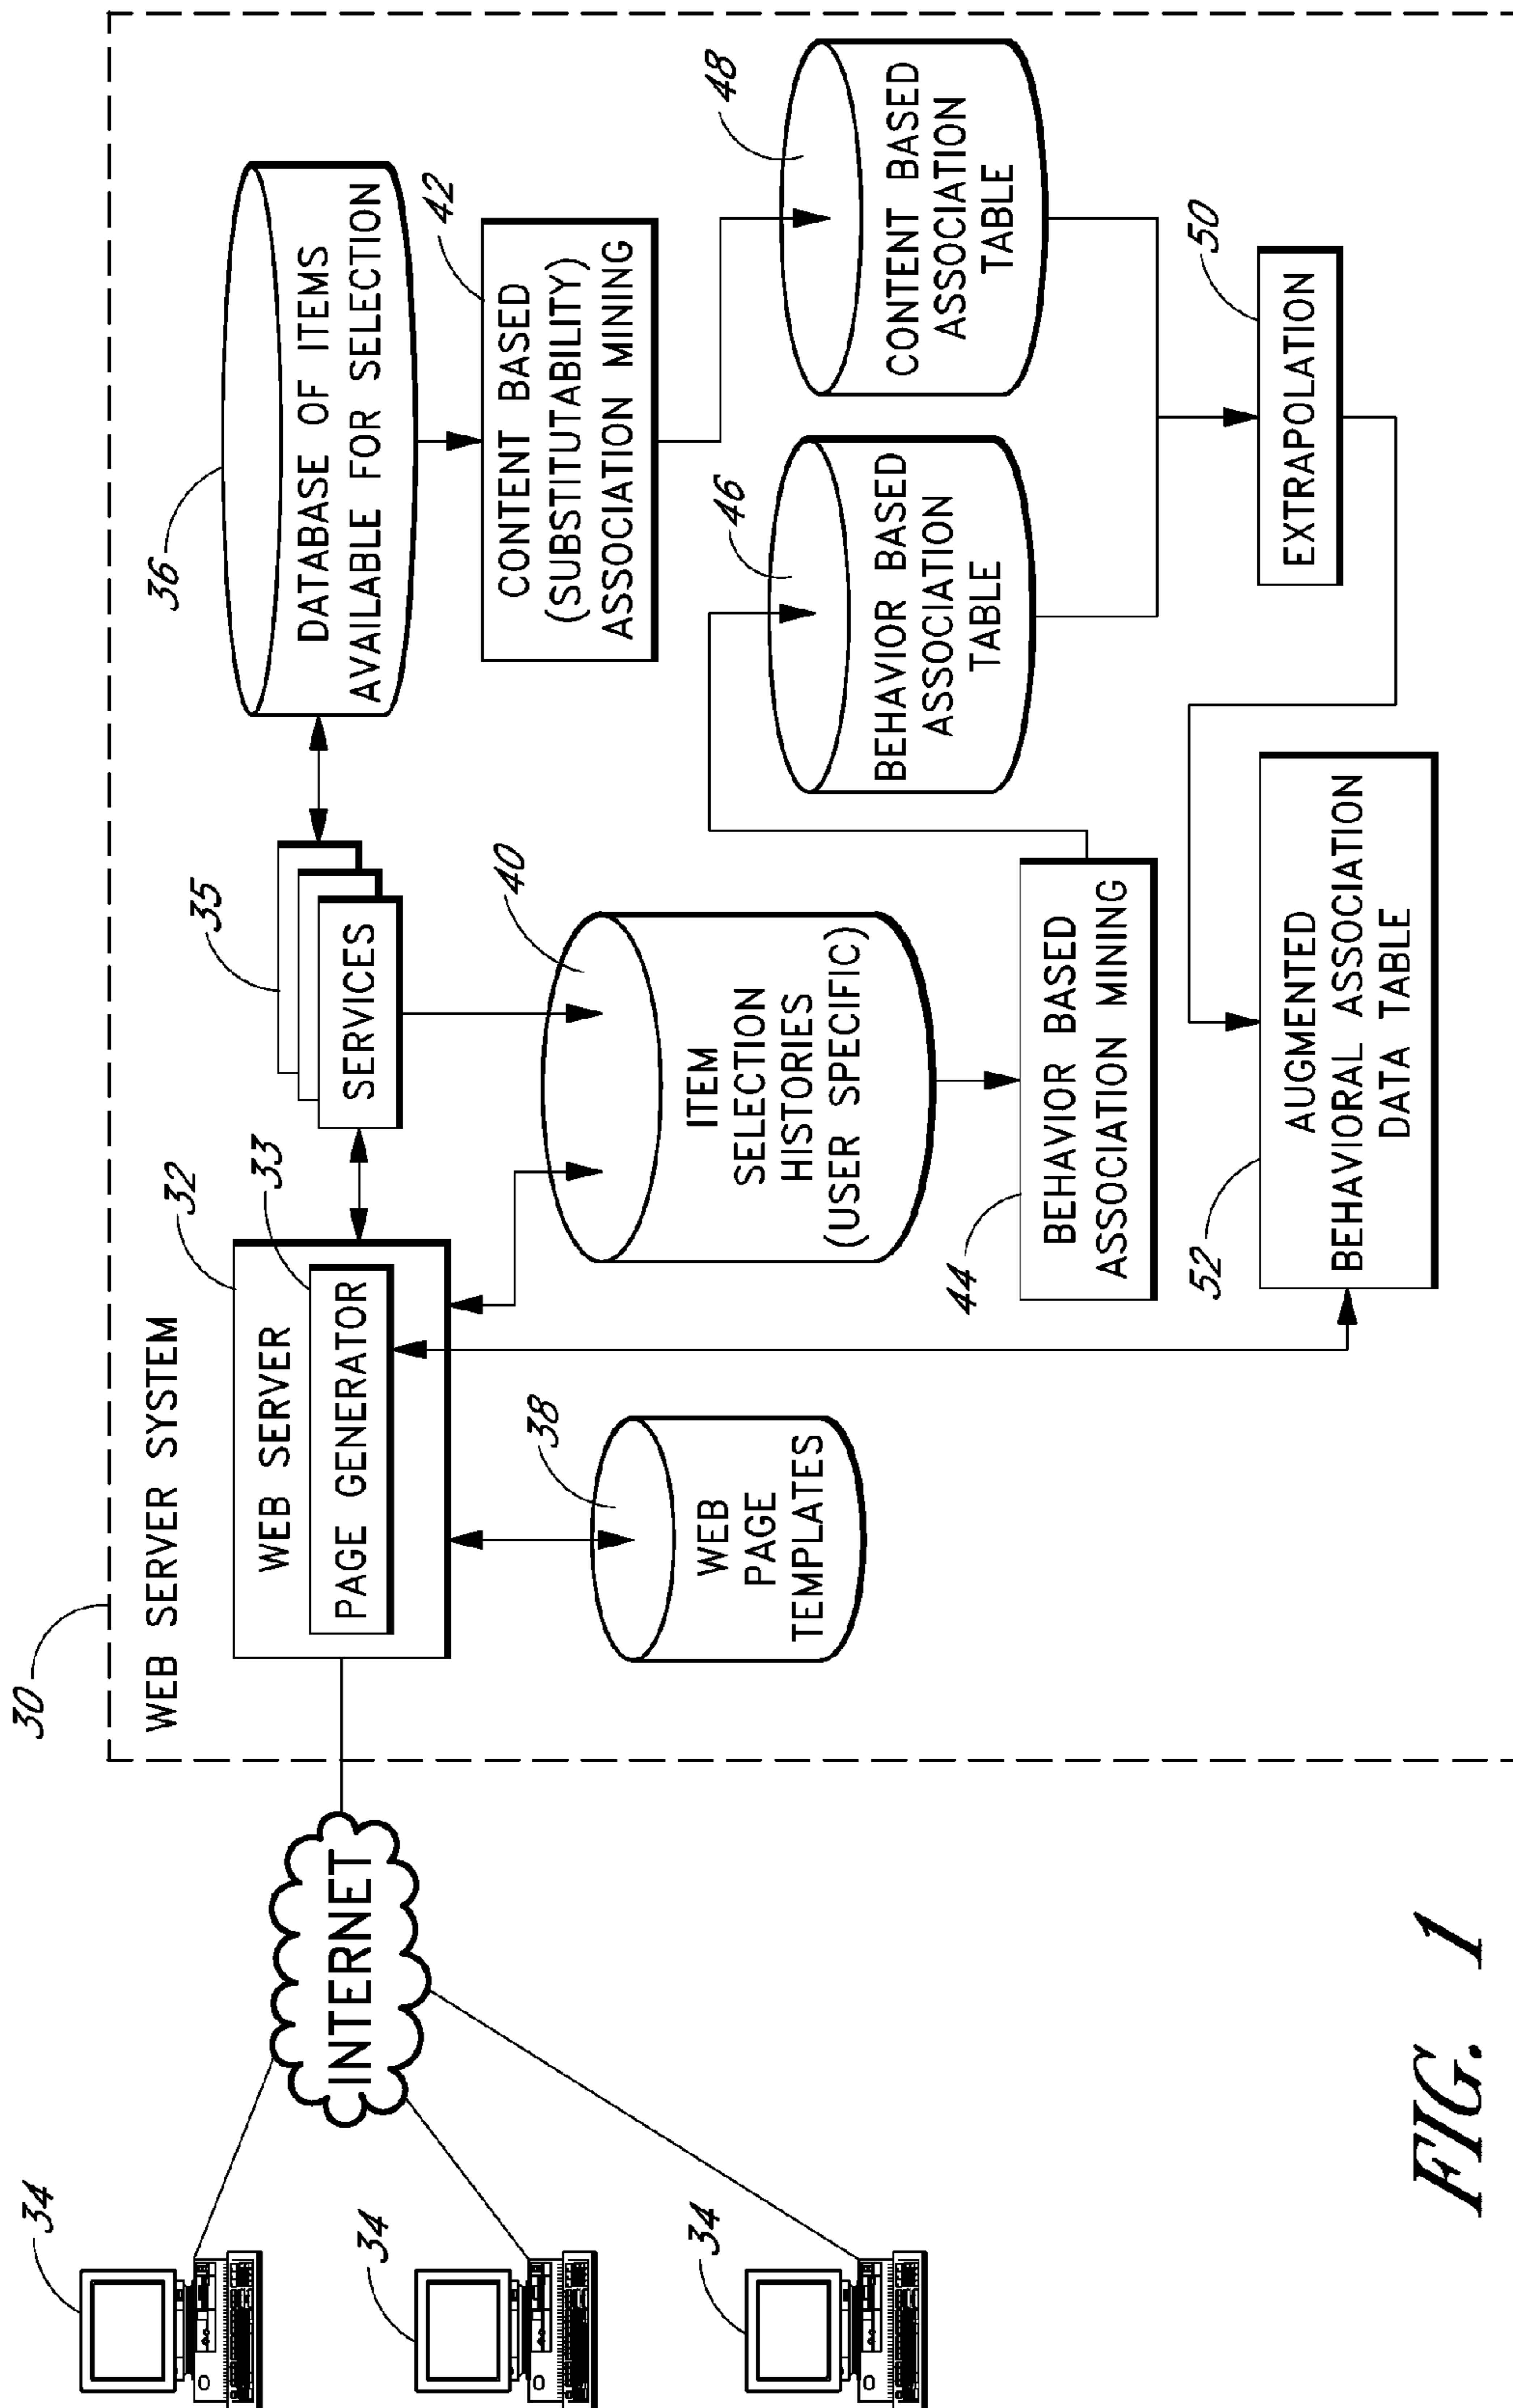 30
WEB SERVER SYSTEM
32
WEB SERVER
33
PAGE GENERATOR
35
SERVICES
36
DATABASE OF ITEMS
AVAILABLE FOR SELECTION
34
34
34
INTERNET
38
WEB
PAGE
TEMPLATES
40
ITEM
SELECTION
HISTORIES
(USER SPECIFIC)
42
CONTENT BASED
(SUBSTITUTABILITY)
ASSOCIATION MINING
44
BEHAVIOR BASED
ASSOCIATION MINING
46
BEHAVIOR BASED
ASSOCIATION
TABLE
48
CONTENT BASED
ASSOCIATION
TABLE
50
EXTRAPOLATION
52
AUGMENTED
BEHAVIORAL ASSOCIATION
DATA TABLE
FIG. 1